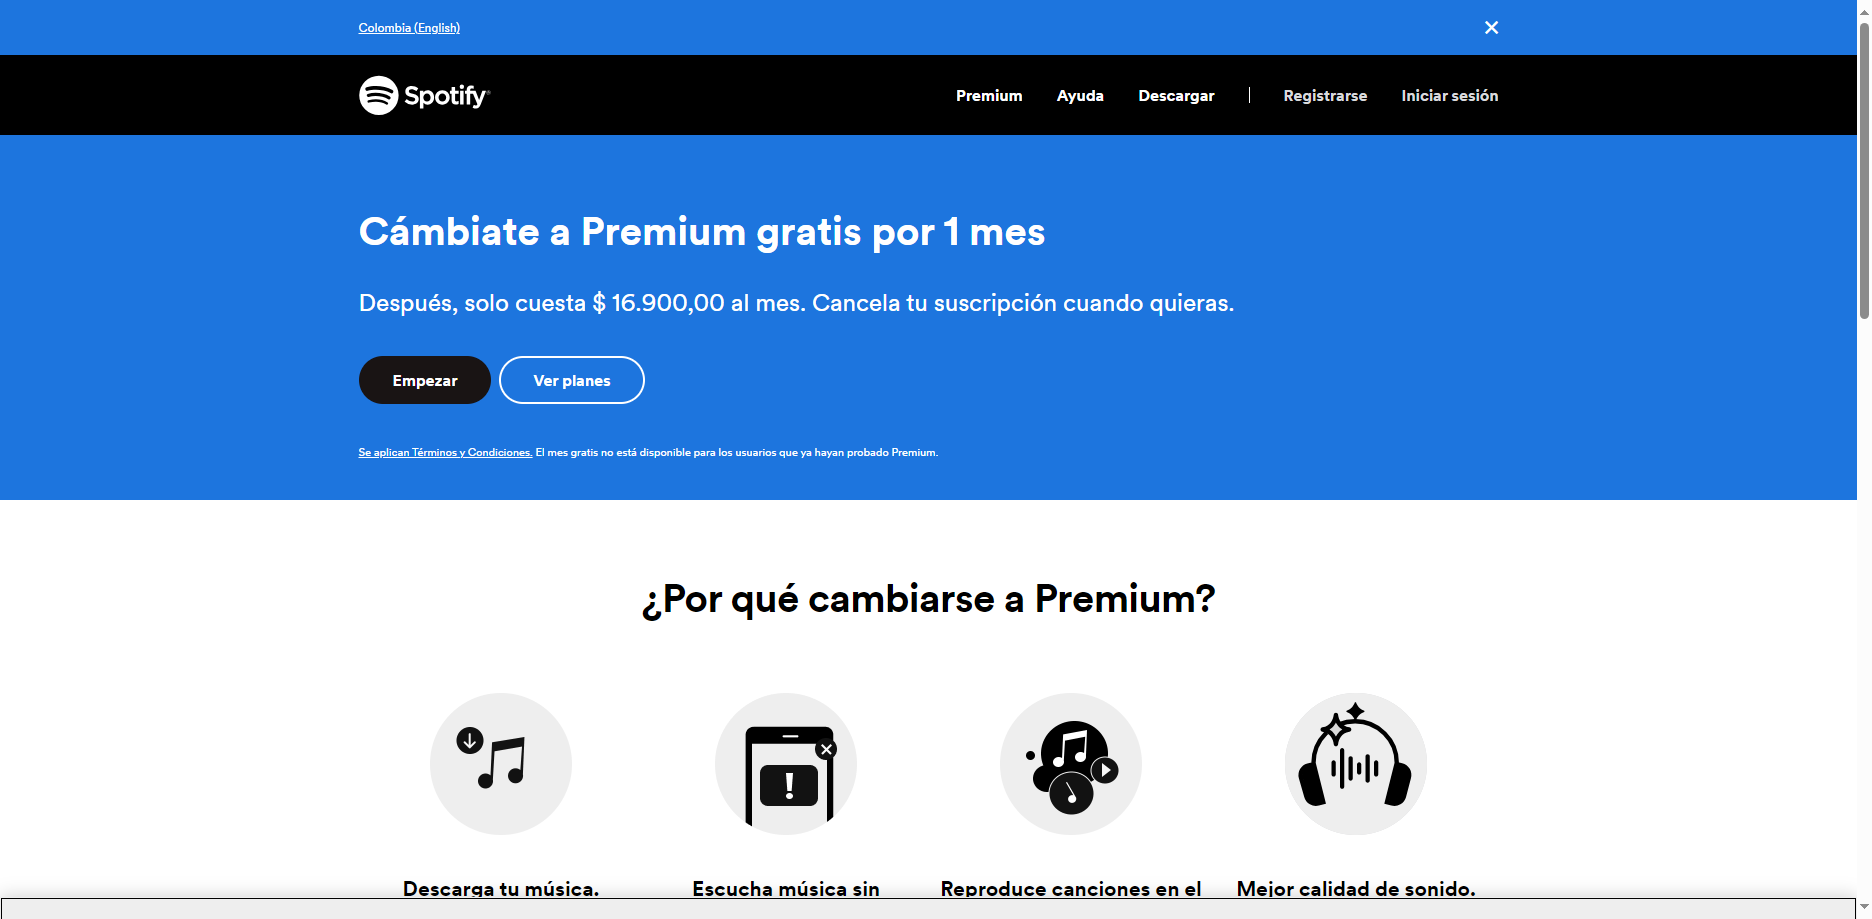 Colombia (English)
Spotify
Premium
Ayuda
Descargar
Registrarse
Iniciar sesión
Cámbiate a Premium gratis por 1 mes
Después, solo cuesta $ 16.900,00 al mes. Cancela tu suscripción cuando quieras.
Empezar
Ver planes
Se aplican Términos y Condiciones. El mes gratis no está disponible para los usuarios que ya hayan probado Premium.
¿Por qué cambiarse a Premium?
Descarga tu música.
Escucha música sin
Reproduce canciones en el
Mejor calidad de sonido.